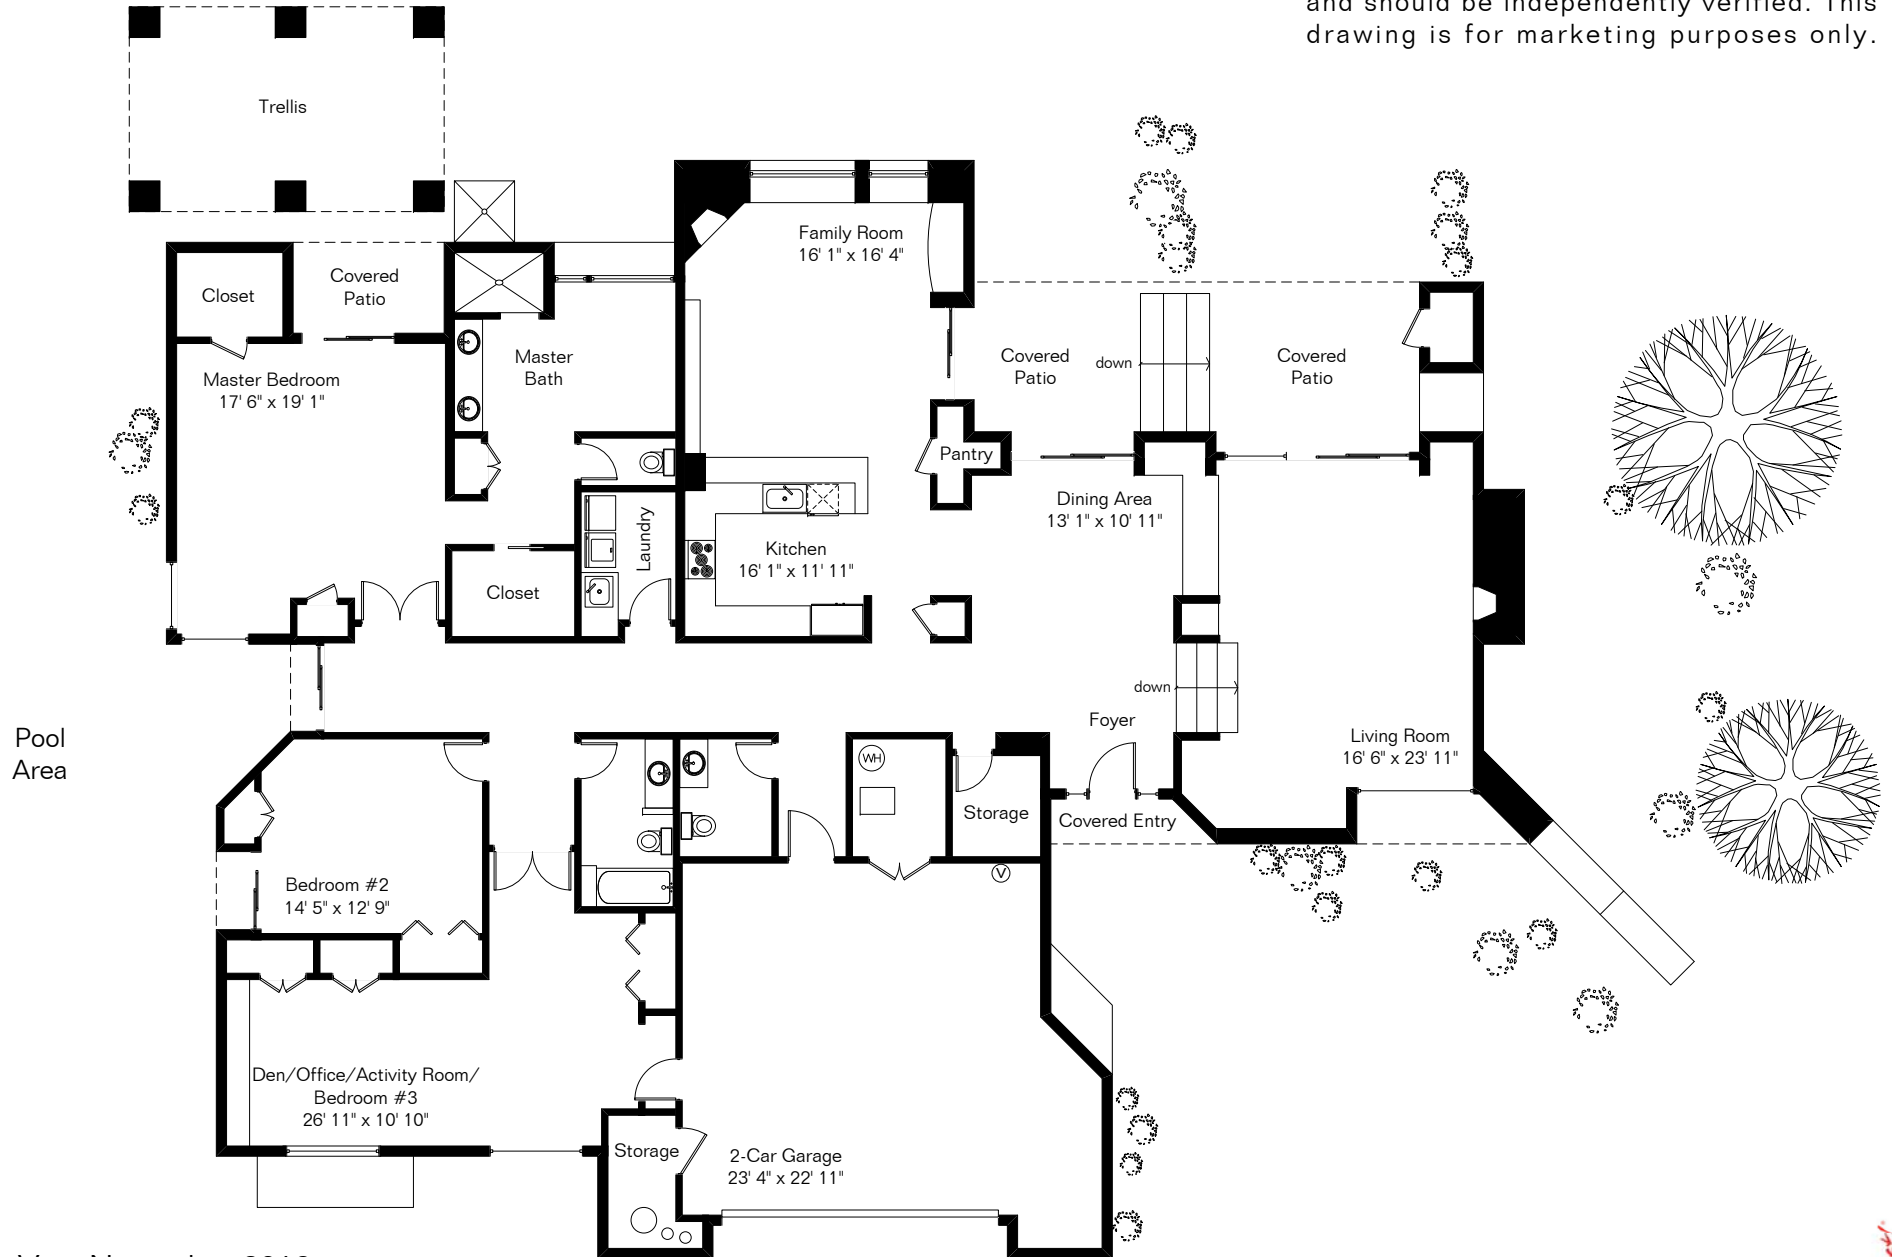 and should be independently verified. This
drawing is for marketing purposes only.
Trellis
Family Room
16' 1" x 16' 4"
Closet
Covered
Patio
Master
Bath
Master Bedroom
17' 6" x 19' 1"
Covered
Patio
down
Covered
Patio
Pantry
Dining Area
13' 1" x 10' 11"
Laundry
Kitchen
16' 1" x 11' 11"
Closet
down
Foyer
Living Room
16' 6" x 23' 11"
Pool
Area
WH
Storage
Covered Entry
V
Bedroom #2
14' 5" x 12' 9"
Den/Office/Activity Room/
Bedroom #3
26' 11" x 10' 10"
Storage
2-Car Garage
23' 4" x 22' 11"